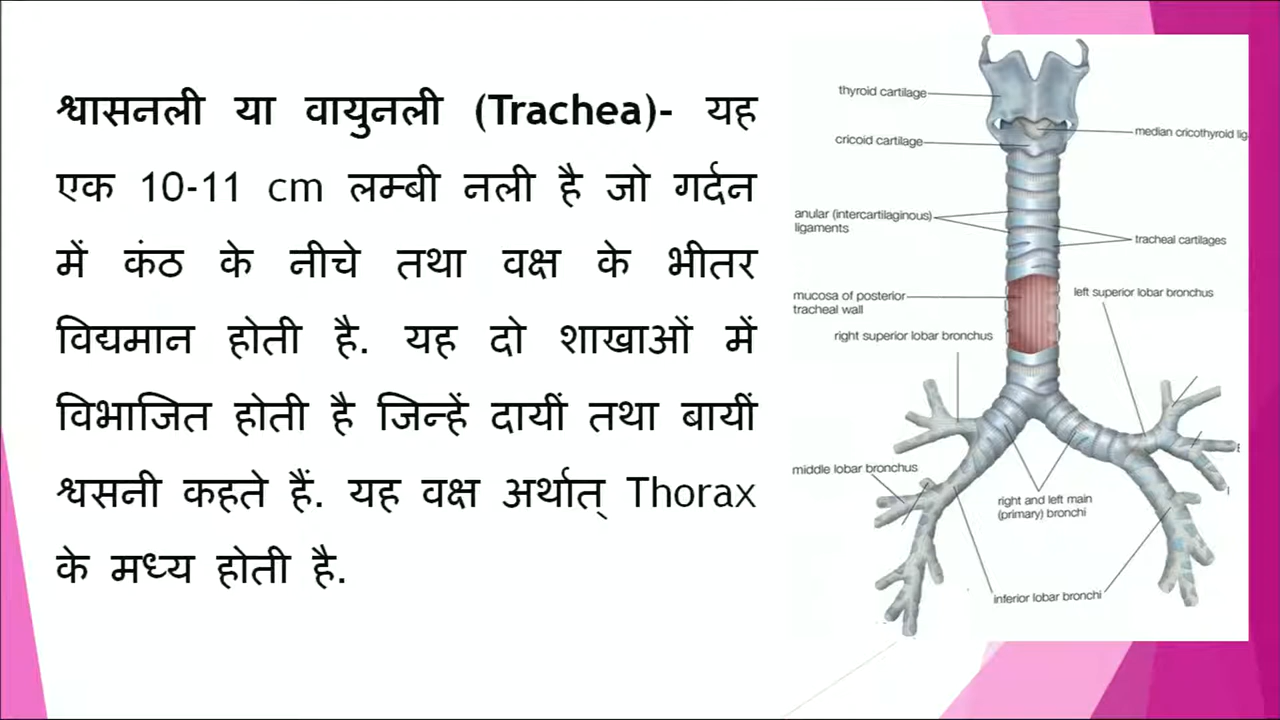 श्वासनली या वायुनली (Trachea)- यह
एक 10-11 cm लम्बी नली है जो गर्दन
में कंठ के नीचे तथा वक्ष के भीतर
विद्यमान होती है. यह दो शाखाओं में
विभाजित होती है जिन्हें दायीं तथा बायीं
श्वसनी कहते हैं. यह वक्ष अर्थात् Thorax
के मध्य होती है.
thyroid cartilage
median cricothyroid lig
cricoid cartilage
anular (intercartilaginous)
ligaments
tracheal cartilages
mucosa of posterior
tracheal wall
left superior lobar bronchus
right superior lobar bronchus
middle lobar bronchus
right and left main
(primary) bronchi
inferior lobar bronchi